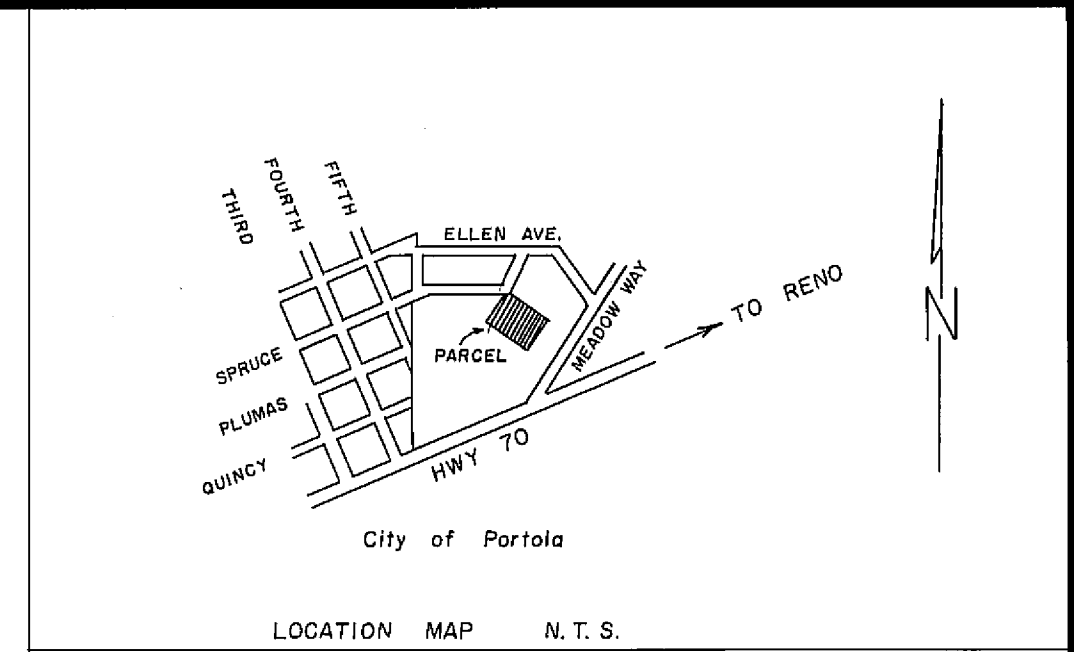 THIRD
FOURTH
FIFTH
ELLEN AVE.
MEADOW WAY
TO RENO
N
PARCEL
SPRUCE
PLUMAS
QUINCY
HWY 70
City of Portola
LOCATION MAP N. T. S.